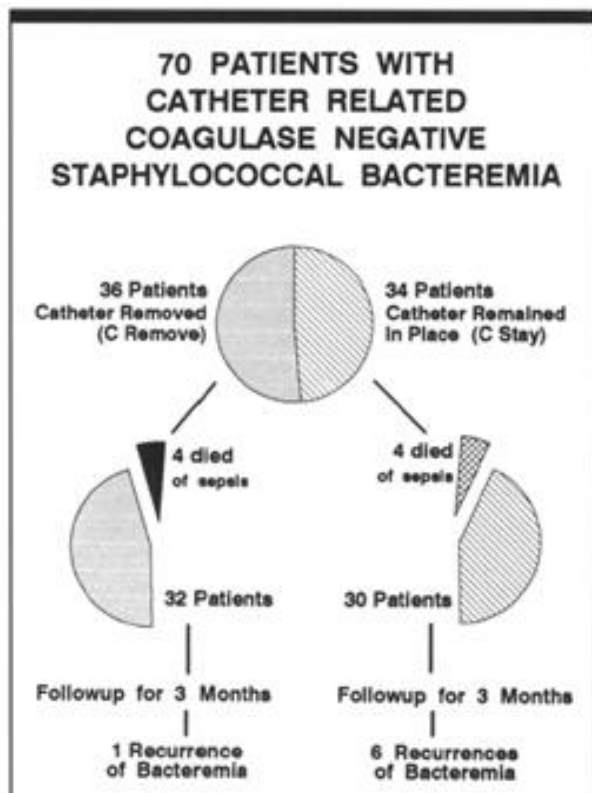 70 PATIENTS WITH
CATHETER RELATED
COAGULASE NEGATIVE
STAPHYLOCOCCAL BACTEREMIA
36 Patients
Catheter Removed
(C Remove)
34 Patients
Catheter Remained
In Place (C Stay)
4 died
of sepsis
4 died
of sepsis
32 Patients
30 Patients
Followup for 3 Months
Followup for 3 Months
1 Recurrence
of Bacteremia
6 Recurrences
of Bacteremia